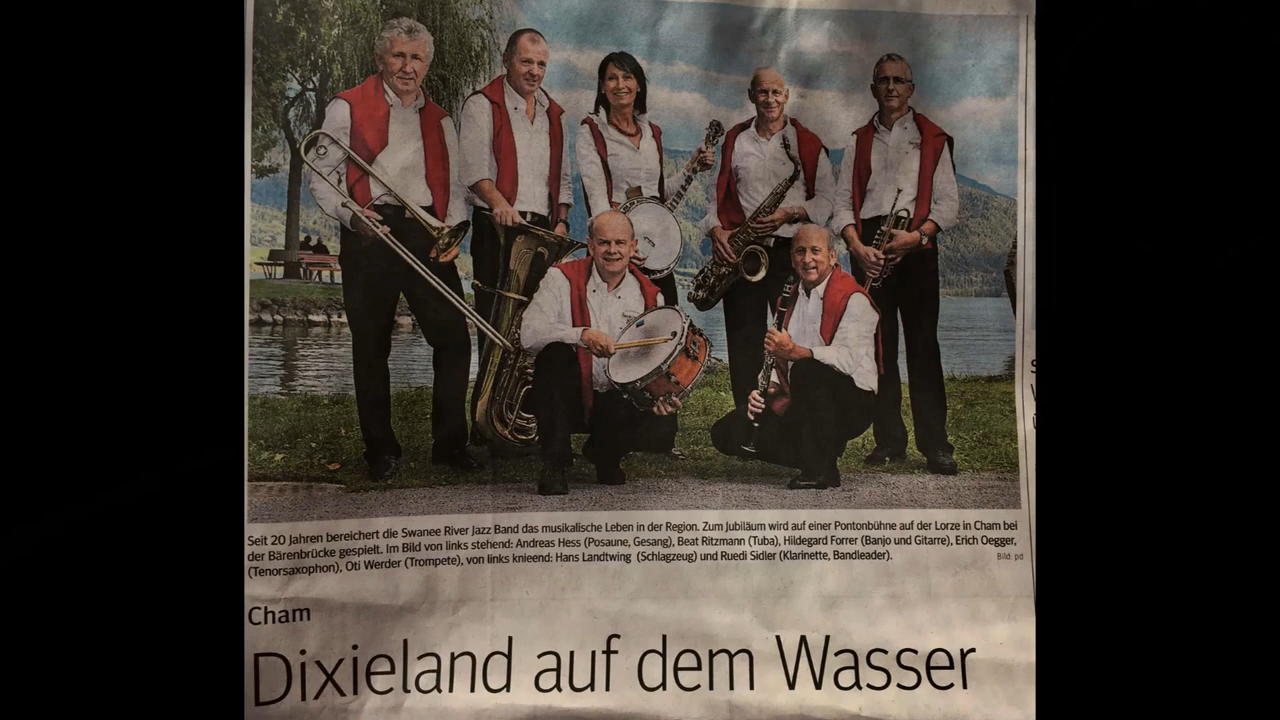 Seit 20 Jahren bereichert die Swanee River Jazz Band das musikalische Leben in der Region. Zum Jubiläum wird auf einer Pontonbühne auf der Lorze in Cham bei
der Bärenbrücke gespielt. Im Bild von links stehend: Andreas Hess (Posaune, Gesang), Beat Ritzmann (Tuba), Hildegard Forrer (Banjo und Gitarre), Erich Oegger,
(Tenorsaxophon), Oti Werder (Trompete), von links knieend: Hans Landtwing (Schlagzeug) und Ruedi Sidler (Klarinette, Bandleader).
Bild: pd
Cham
Dixieland auf dem Wasser